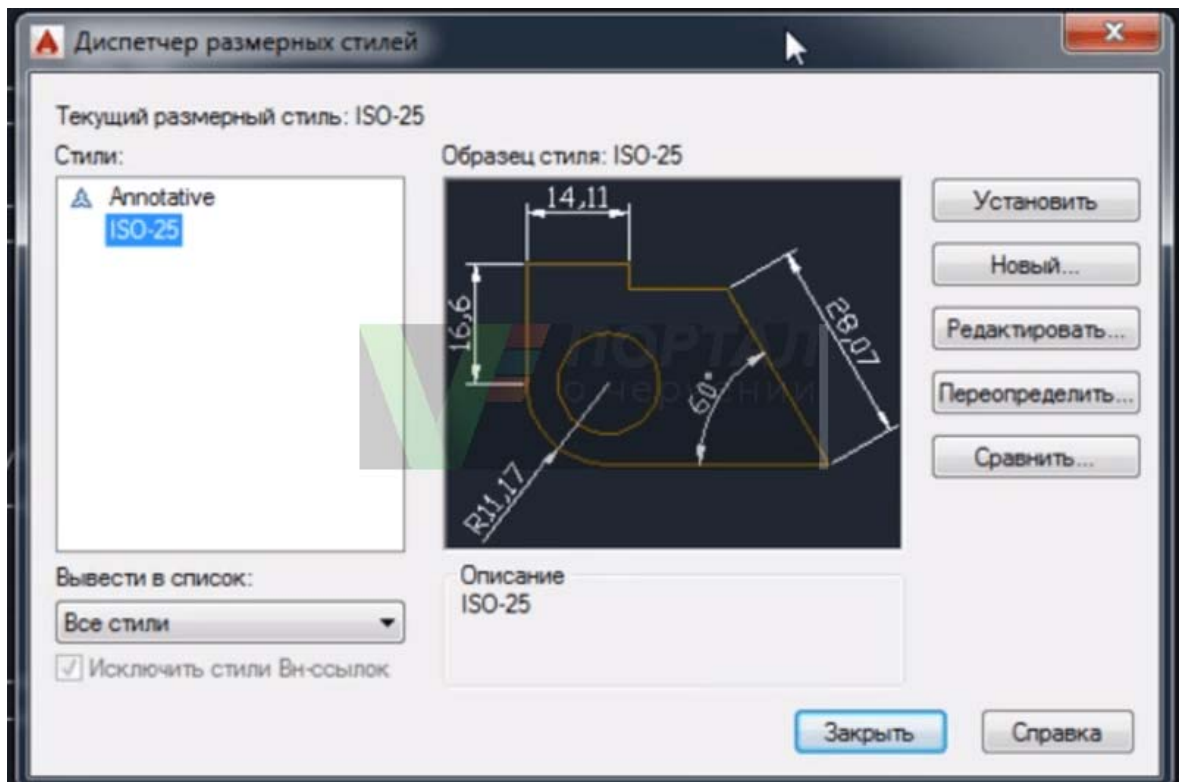 Диспетчер размерных стилей
Текущий размерный стиль: ISO-25
Стили:
Annotative
ISO-25
Вывести в список:
Все стили
Исключить стили Вн-ссылок
Образец стиля: ISO-25
14,11
16,6
28,07
60°
R11,17
ПОРТАЛ
о черчении
Описание
ISO-25
Установить
Новый...
Редактировать...
Переопределить...
Сравнить...
Закрыть
Справка